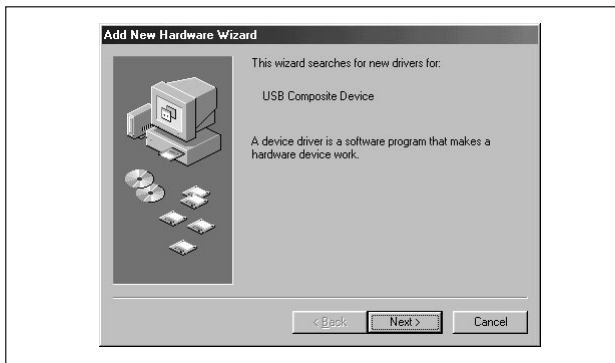 Add New Hardware Wizard
This wizard searches for new drivers for:
USB Composite Device
A device driver is a software program that makes a
hardware device work.
< Back
Next >
Cancel